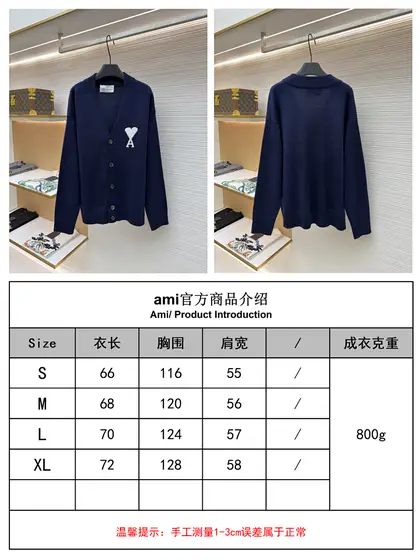 A
ami官方商品介绍
Ami/ Product Introduction
Size 衣长 胸围 肩宽 / 成衣克重
S 66 116 55 /
M 68 120 56 /
L 70 124 57 /
XL 72 128 58 /
800g
温馨提示: 手工测量1-3cm误差属于正常